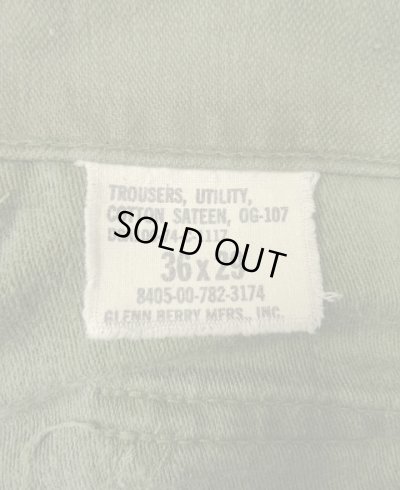 TROUSERS, UTILITY,
COTTON, SATEEN, OG-107
SOLD OUT
36 X 29
8405-00-782-3174
GLENN BERRY MFRS., INC.